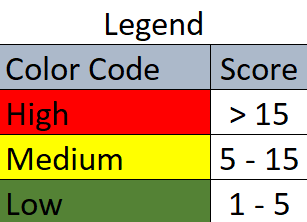 Legend
Color Code Score
High > 15
Medium 5 - 15
Low 1 - 5